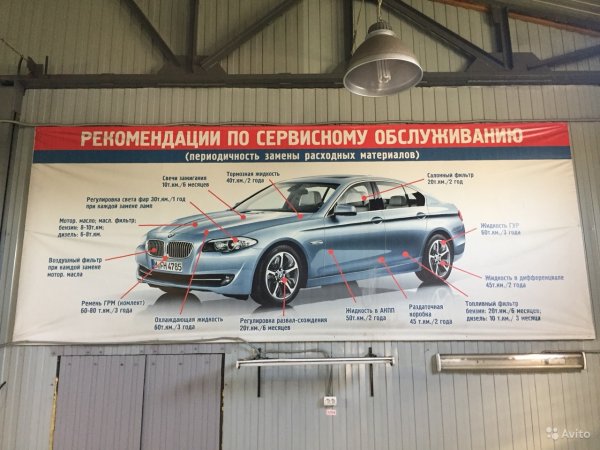 РЕКОМЕНДАЦИИ ПО СЕРВИСНОМУ ОБСЛУЖИВАНИЮ
(периодичность замены расходных материалов)
Свечи зажигания
10т.км./6 месяцев
Тормозная жидкость
40т.км./2 года
Салонный фильтр
20т.км./2 год
Регулировка света фар 30т.км./1 год
при каждой замене ламп
Мотор. масло; масл. фильтр;
бензин: 8-10т.км;
дизель: 6-8т.км.
Жидкость ГУР
60т.км./3 года
Воздушный фильтр
при каждой замене
мотор. масла
M-PH 4785
Жидкость в дифференциале
45т.км./2 года
Ремень ГРМ (комплект)
60-80 т.км./3 года
Охлаждающая жидкость
60т.км./3 года
Регулировка развал-схождения
20т.км./6 месяцев
Жидкость в АКПП
50т.км./2 года
Раздаточная
коробка
45 т.км./2 года
Топливный фильтр
бензин: 20т.км./6 месяцев;
дизель: 10 т.км./ 3 месяца
Avito